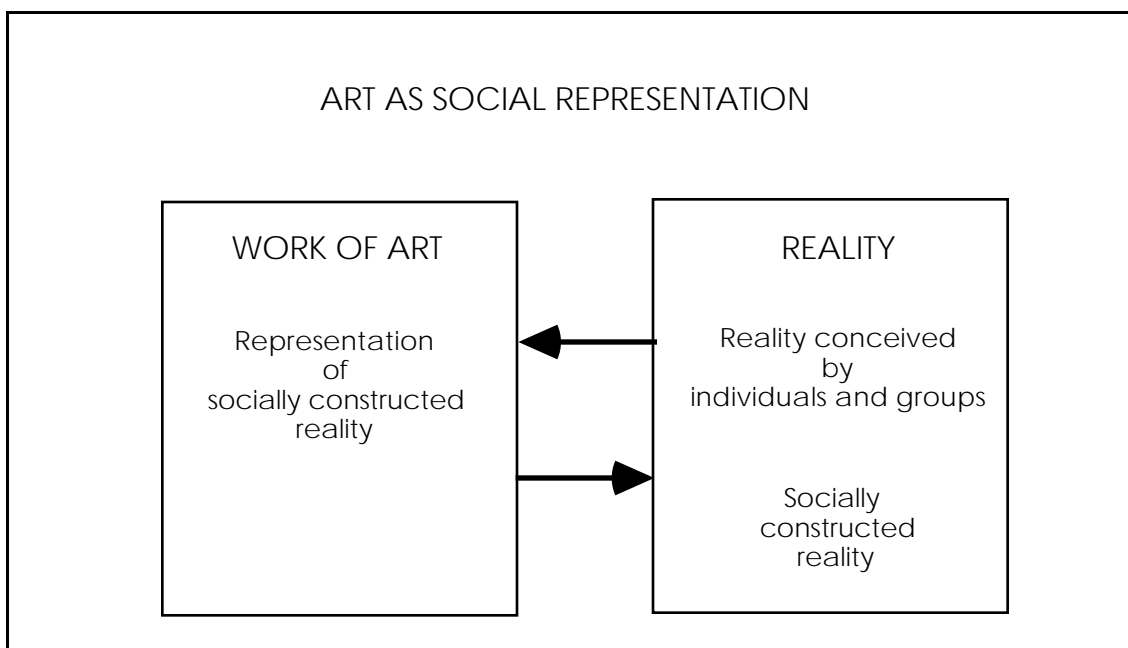 ART AS SOCIAL REPRESENTATION
WORK OF ART
Representation
of
socially constructed
reality
REALITY
Reality conceived
by
individuals and groups
Socially
constructed
reality